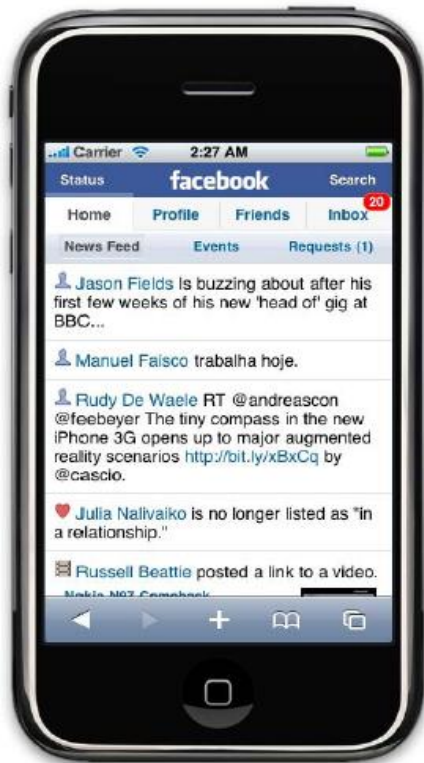 Carrier 2:27 AM
Status facebook Search
20
Home Profile Friends Inbox
News Feed Events Requests (1)
Jason Fields Is buzzing about after his
first few weeks of his new 'head of' gig at
BBC...
Manuel Faisco trabalha hoje.
Rudy De Waele RT @andreascon
@feebeyer The tiny compass in the new
iPhone 3G opens up to major augmented
reality scenarios http://bit.ly/xBxCq by
@cascio.
Julia Nalivaiko is no longer listed as "in
a relationship."
Russell Beattie posted a link to a video.
Nokia N97 Comeback